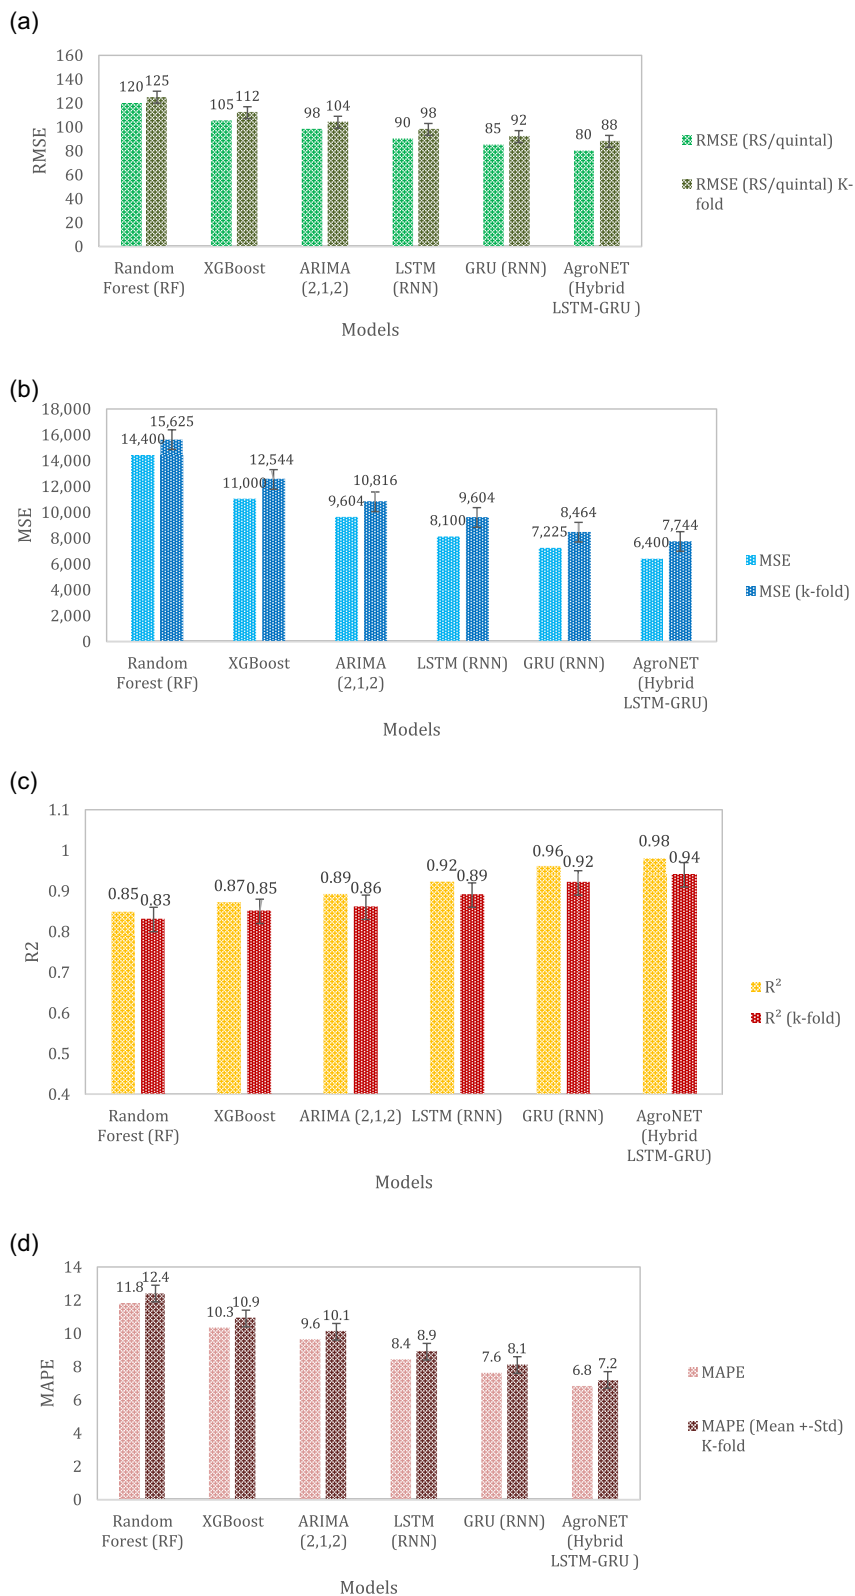 (a)
160
140
120
100
80
60
40
20
0
RMSE
120 125
105 112
98 104
90 98
85 92
80 88
Random
Forest (RF)
XGBoost
ARIMA
(2,1,2)
LSTM
(RNN)
GRU (RNN)
AgroNET
(Hybrid
LSTM-GRU )
Models
RMSE (RS/quintal)
RMSE (RS/quintal) K-
fold
(b)
18,000
16,000
14,000
12,000
10,000
8,000
6,000
4,000
2,000
0
MSE
14,400 15,625
11,000 12,544
9,604 10,816
8,100 9,604
7,225 8,464
6,400 7,744
Random
Forest (RF)
XGBoost
ARIMA
(2,1,2)
LSTM (RNN)
GRU (RNN)
AgroNET
(Hybrid
LSTM-GRU)
Models
MSE
MSE (k-fold)
(c)
1.1
1
0.9
0.8
0.7
0.6
0.5
0.4
R2
0.85 0.83
0.87 0.85
0.89 0.86
0.92 0.89
0.96 0.92
0.98 0.94
Random
Forest (RF)
XGBoost
ARIMA (2,1,2)
LSTM (RNN)
GRU (RNN)
AgroNET
(Hybrid
LSTM-GRU)
Models
R²
R² (k-fold)
(d)
14
12
10
8
6
4
2
0
MAPE
11.8 12.4
10.3 10.9
9.6 10.1
8.4 8.9
7.6 8.1
6.8 7.2
Random
Forest (RF)
XGBoost
ARIMA
(2,1,2)
LSTM
(RNN)
GRU (RNN)
AgroNET
(Hybrid
LSTM-GRU )
Models
MAPE
MAPE (Mean +-Std)
K-fold